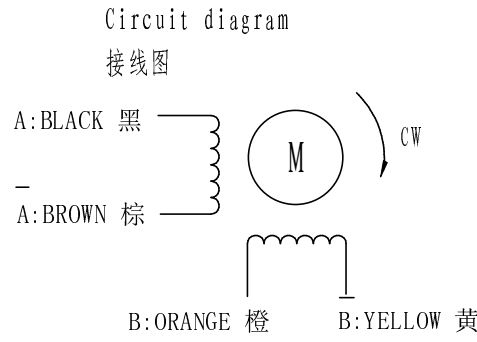 Circuit diagram
接线图
A:BLACK 黑
M
CW
A̅:BROWN 棕
B:ORANGE 橙
B̅:YELLOW 黄